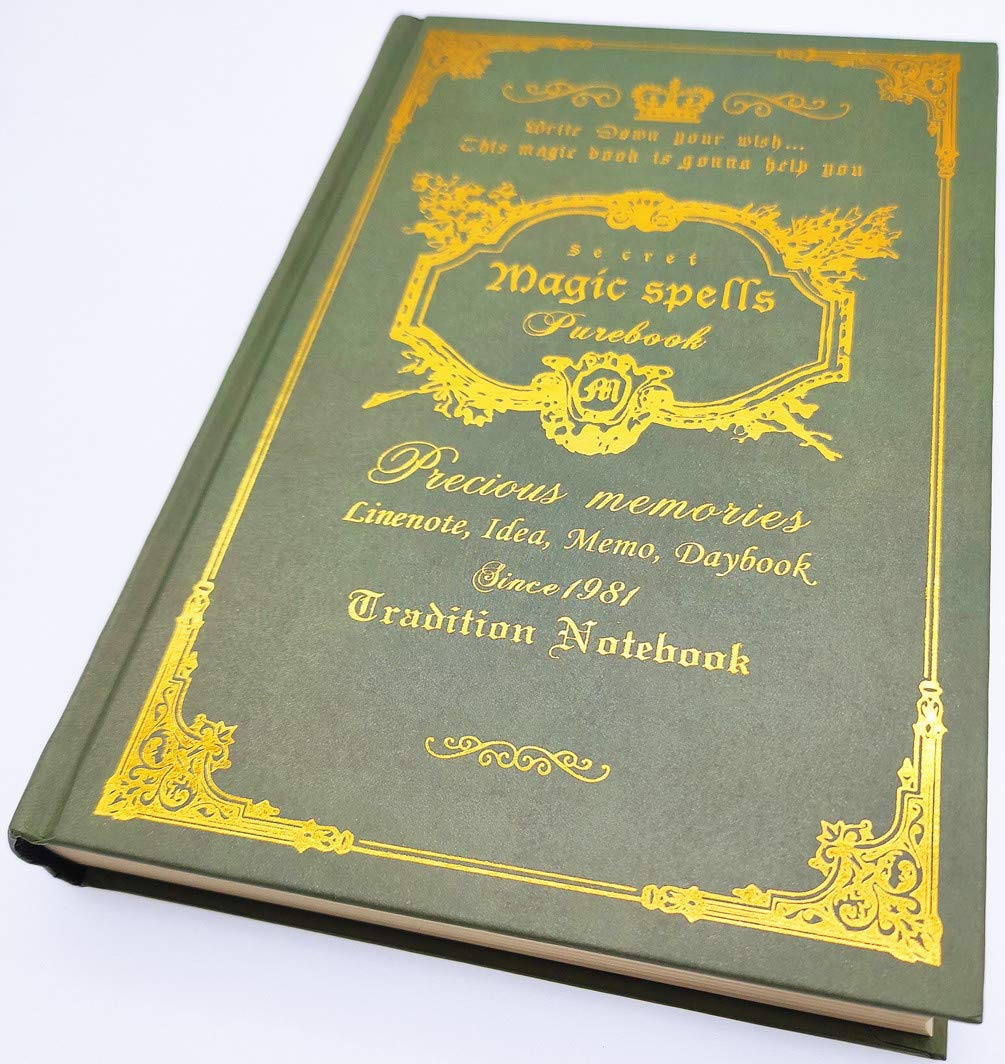 Write Down your wish...
This magic book is gonna help you
secret
Magic spells
Purebook
M
Precious memories
Linenote, Idea, Memo, Daybook
Since1981
Tradition Notebook